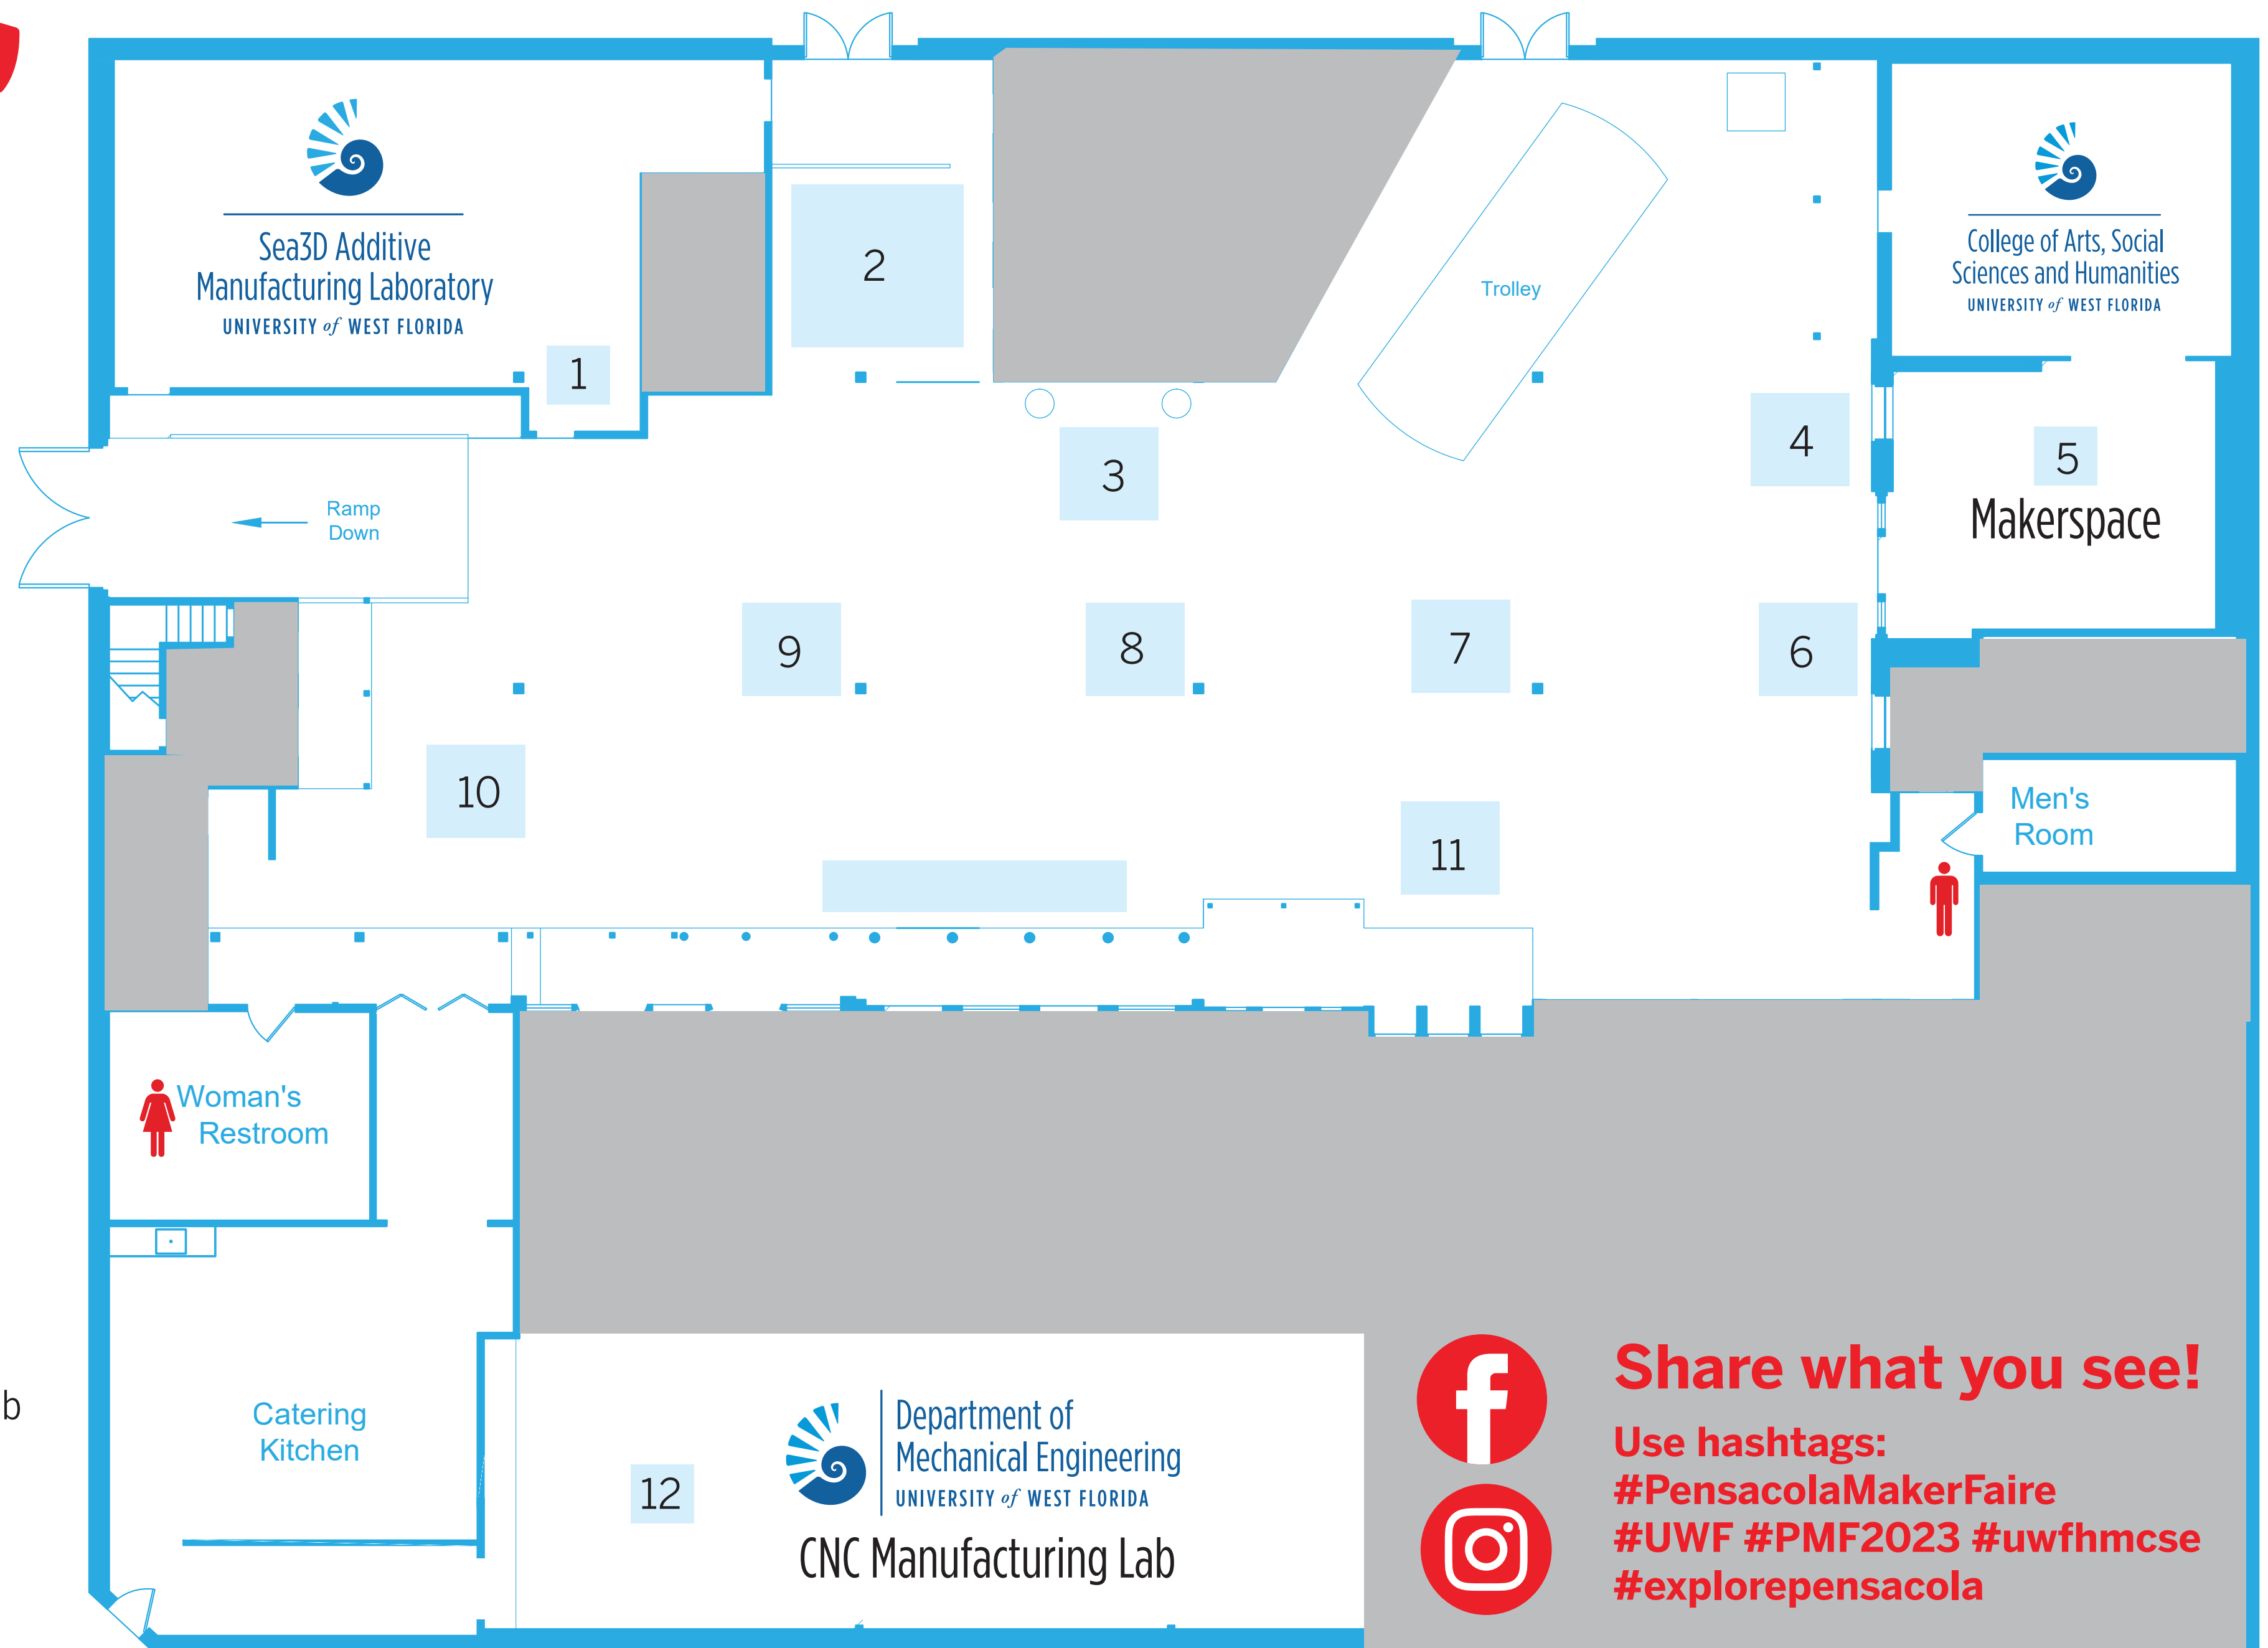 Sea3D Additive
Manufacturing Laboratory
UNIVERSITY of WEST FLORIDA
1
2
Trolley
College of Arts, Social
Sciences and Humanities
UNIVERSITY of WEST FLORIDA
3
4
5
Makerspace
Ramp
Down
9
8
7
6
10
11
Men's
Room
Woman's
Restroom
Catering
Kitchen
b
12
Department of
Mechanical Engineering
UNIVERSITY of WEST FLORIDA
CNC Manufacturing Lab
Share what you see!
Use hashtags:
#PensacolaMakerFaire
#UWF #PMF2023 #uwfhmcse
#explorepensacola